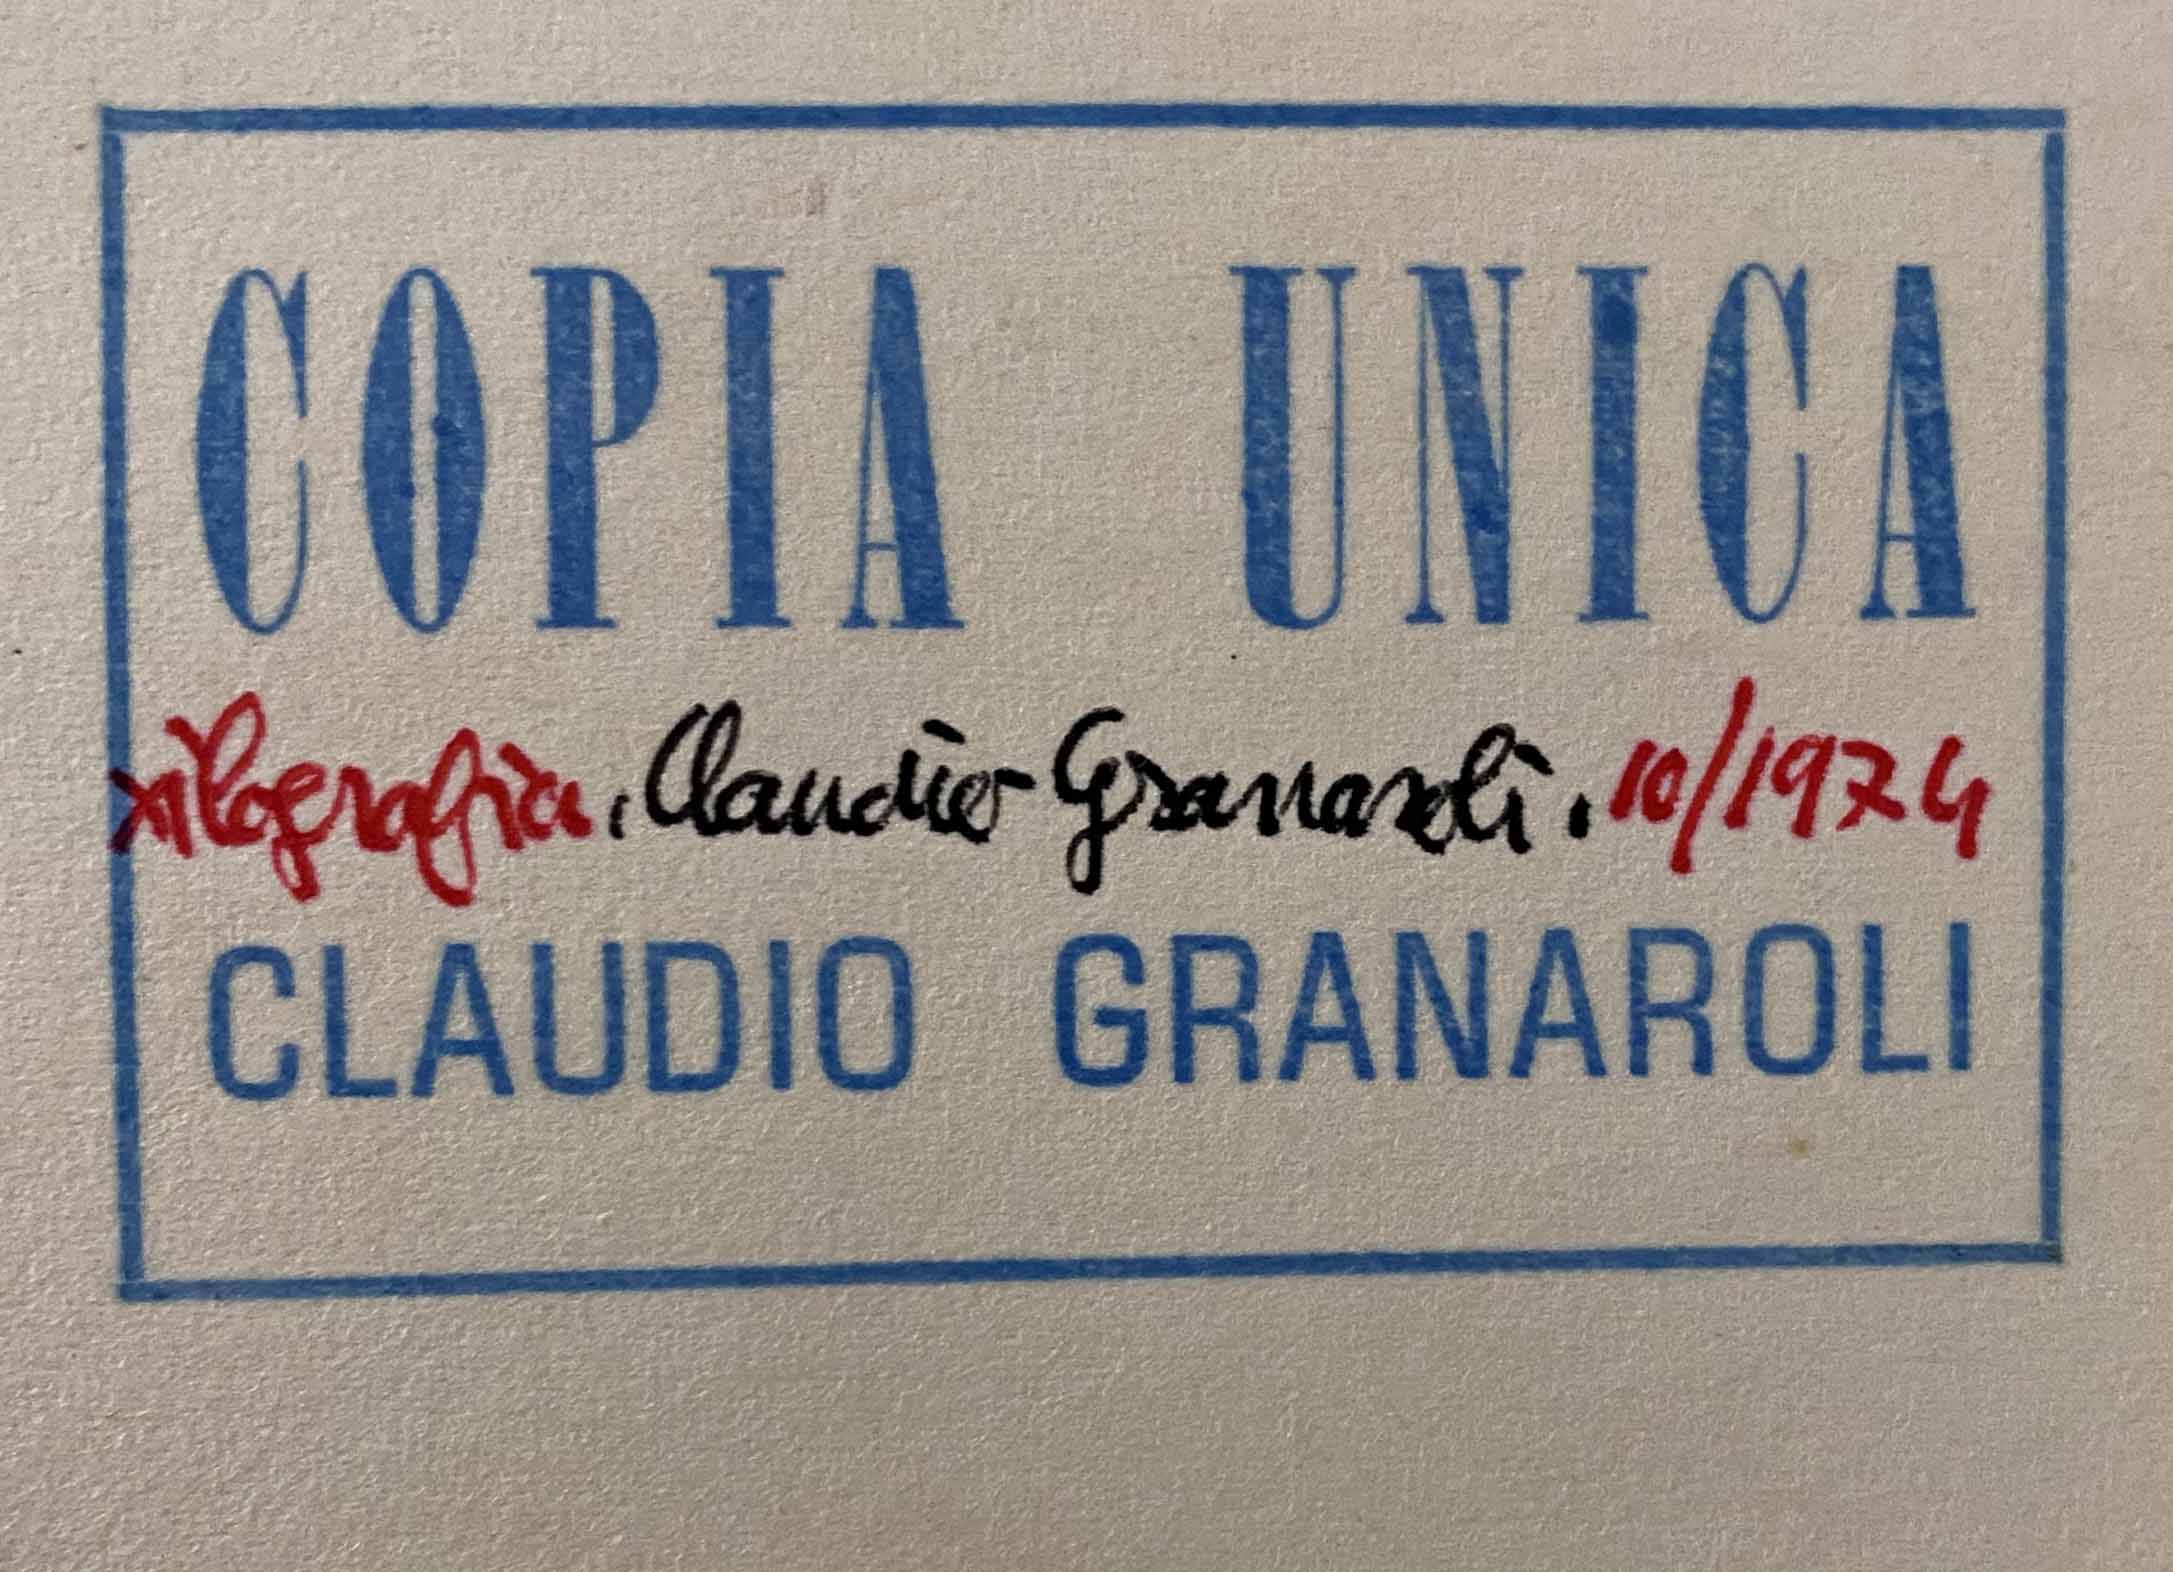 COPIA UNICA
xilografia. Claudio Granaroli. 10/1974
CLAUDIO GRANAROLI